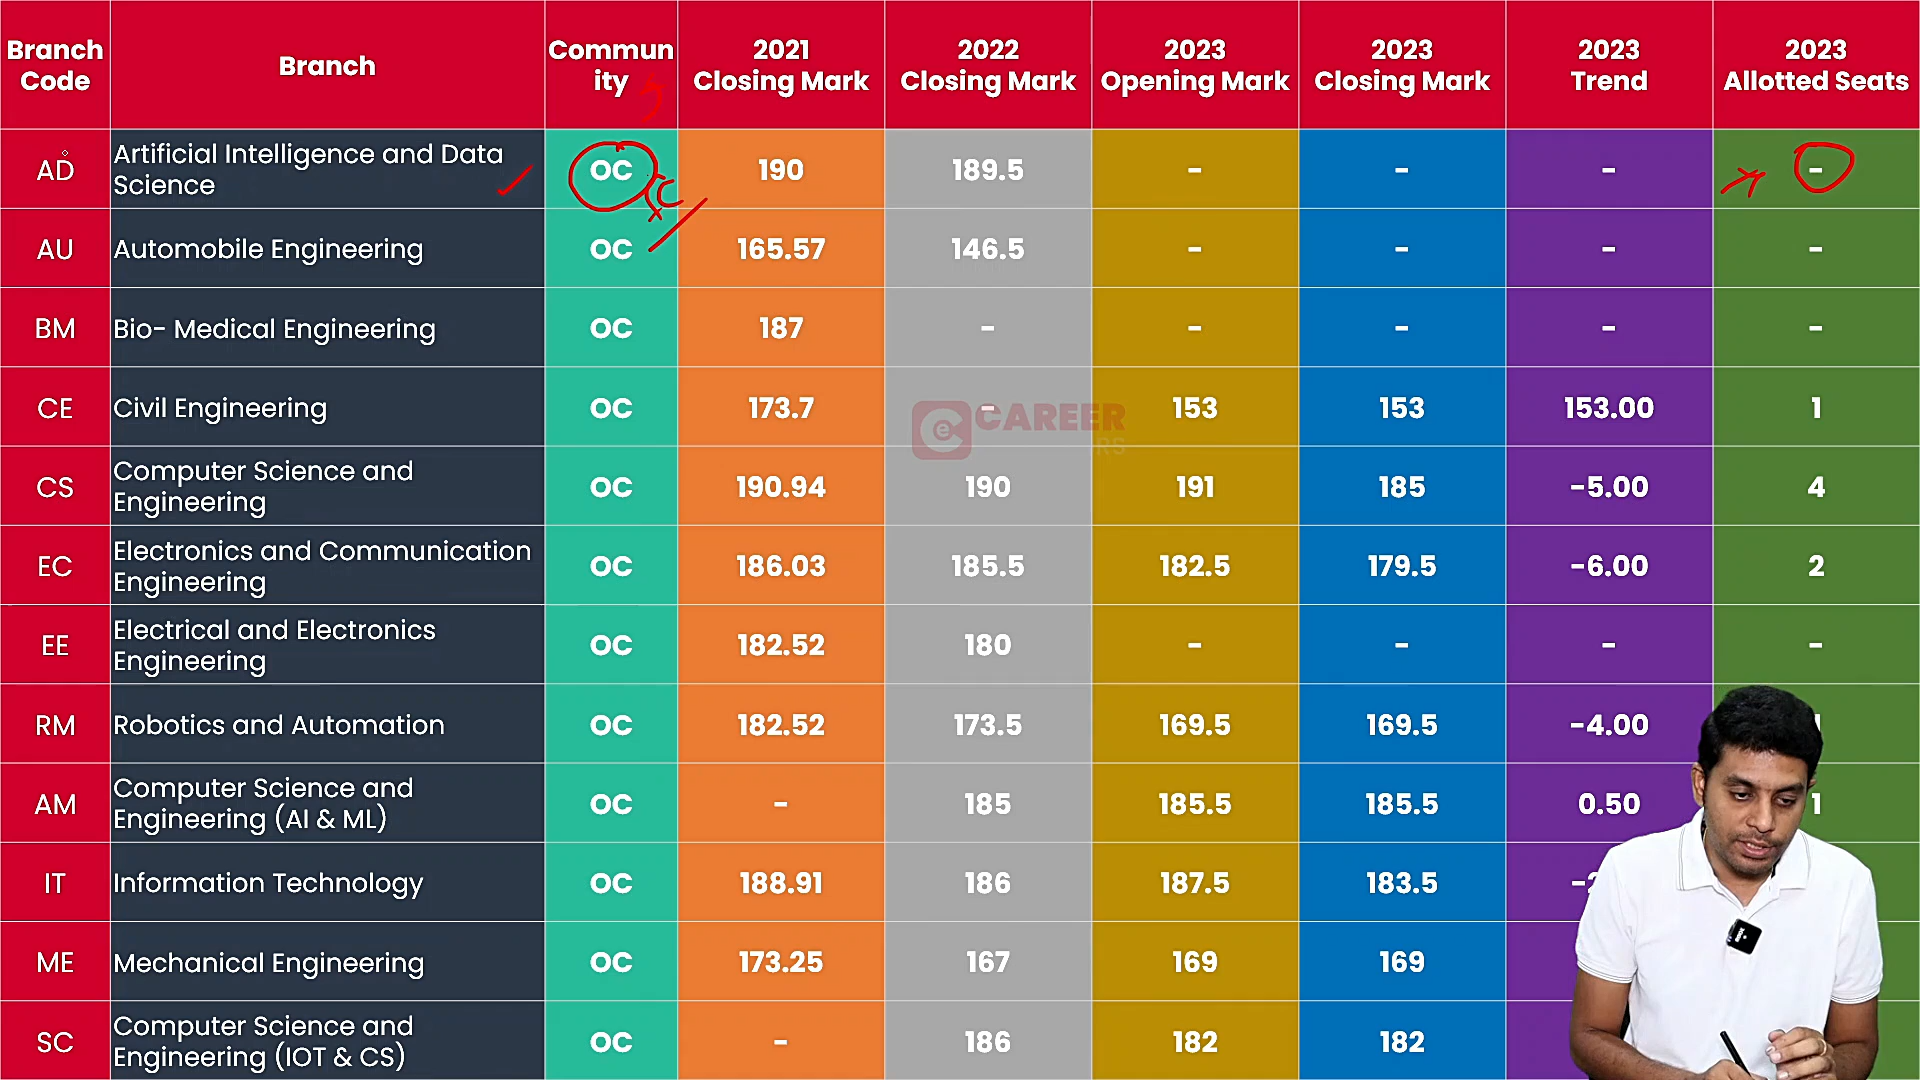 Branch Code
Branch
Commun
ity
2021
Closing Mark
2022
Closing Mark
2023
Opening Mark
2023
Closing Mark
2023
Trend
2023
Allotted Seats
AD
Artificial Intelligence and Data
Science
OC
190
189.5
-
-
-
-
AU
Automobile Engineering
OC
165.57
146.5
-
-
-
-
BM
Bio- Medical Engineering
OC
187
-
-
-
-
-
CE
Civil Engineering
OC
173.7
-
153
153
153.00
1
CAREER
CS
Computer Science and
Engineering
OC
190.94
190
191
185
-5.00
4
EC
Electronics and Communication
Engineering
OC
186.03
185.5
182.5
179.5
-6.00
2
EE
Electrical and Electronics
Engineering
OC
182.52
180
-
-
-
-
RM
Robotics and Automation
OC
182.52
173.5
169.5
169.5
-4.00
AM
Computer Science and
Engineering (AI & ML)
OC
-
185
185.5
185.5
0.50
1
IT
Information Technology
OC
188.91
186
187.5
183.5
ME
Mechanical Engineering
OC
173.25
167
169
169
SC
Computer Science and
Engineering (IOT & CS)
OC
-
186
182
182